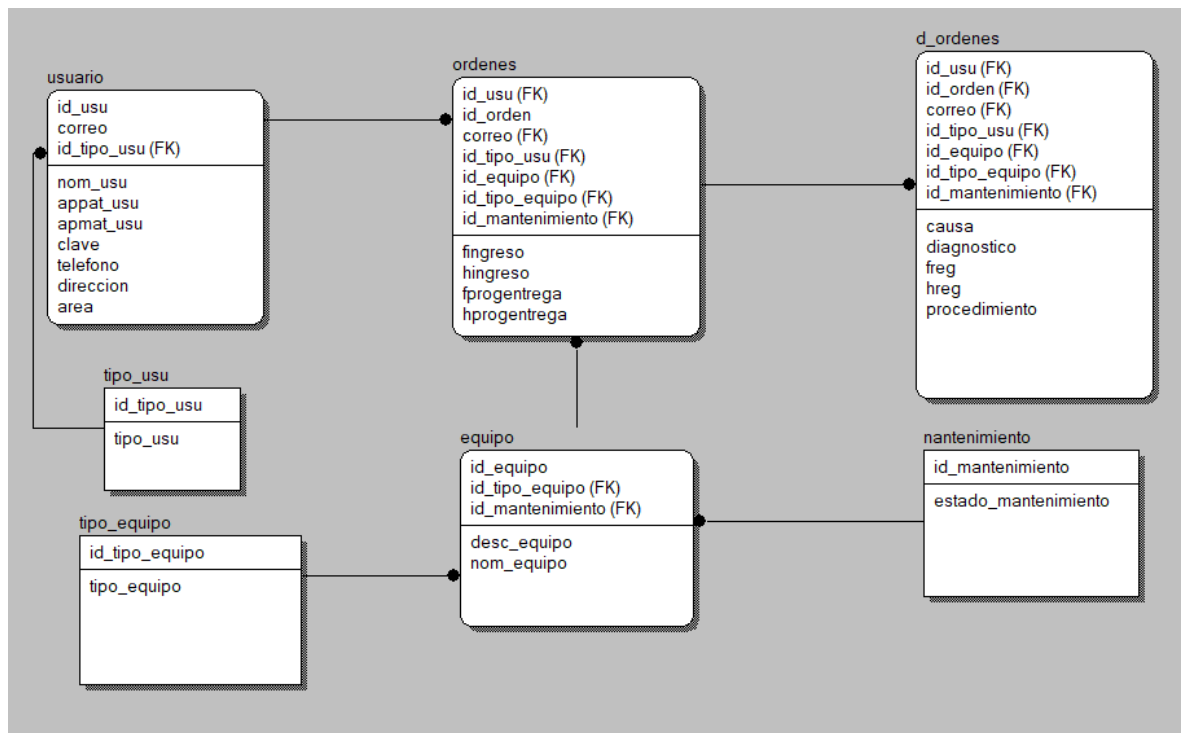 usuario
id_usu
correo
id_tipo_usu (FK)
nom_usu
appat_usu
apmat_usu
clave
telefono
direccion
area
ordenes
id_usu (FK)
id_orden
correo (FK)
id_tipo_usu (FK)
id_equipo (FK)
id_tipo_equipo (FK)
id_mantenimiento (FK)
fingreso
hingreso
fprogentrega
hprogentrega
d_ordenes
id_usu (FK)
id_orden (FK)
correo (FK)
id_tipo_usu (FK)
id_equipo (FK)
id_tipo_equipo (FK)
id_mantenimiento (FK)
causa
diagnostico
freg
hreg
procedimiento
tipo_usu
id_tipo_usu
tipo_usu
tipo_equipo
id_tipo_equipo
tipo_equipo
equipo
id_equipo
id_tipo_equipo (FK)
id_mantenimiento (FK)
desc_equipo
nom_equipo
nantenimiento
id_mantenimiento
estado_mantenimiento